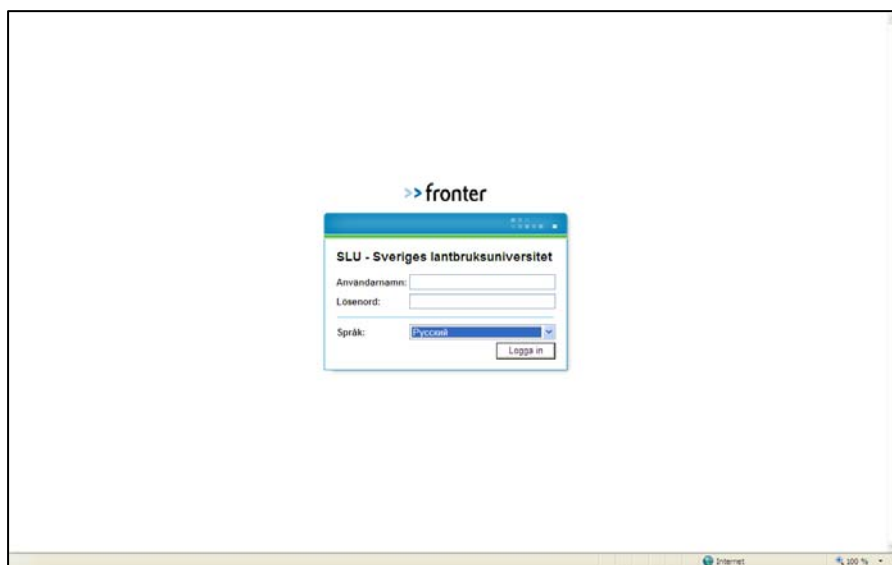 >> fronter
SLU - Sveriges lantbruksuniversitet
Användarnamn:
Lösenord:
Språk: Русский
Logga in
Internet 100 %